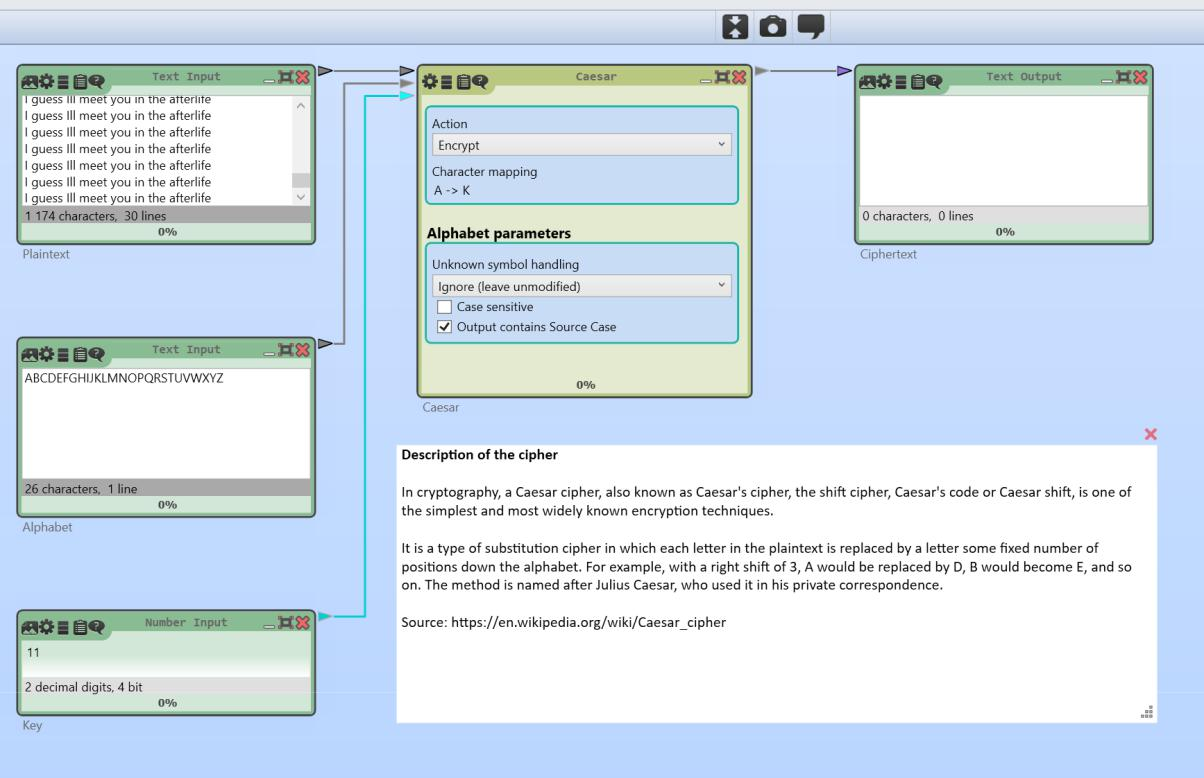 Text Input
I guess Ill meet you in the afterlife
I guess Ill meet you in the afterlife
I guess Ill meet you in the afterlife
I guess Ill meet you in the afterlife
I guess Ill meet you in the afterlife
I guess Ill meet you in the afterlife
I guess Ill meet you in the afterlife
1 174 characters,  30 lines
0%
Plaintext
Caesar
Action
Encrypt
Character mapping
A -> K
Alphabet parameters
Unknown symbol handling
Ignore (leave unmodified)
Case sensitive
Output contains Source Case
0%
Caesar
Text Output
0 characters,  0 lines
0%
Ciphertext
Text Input
ABCDEFGHIJKLMNOPQRSTUVWXYZ
26 characters,  1 line
0%
Alphabet
Number Input
11
2 decimal digits, 4 bit
0%
Key
Description of the cipher
In cryptography, a Caesar cipher, also known as Caesar's cipher, the shift cipher, Caesar's code or Caesar shift, is one of
the simplest and most widely known encryption techniques.
It is a type of substitution cipher in which each letter in the plaintext is replaced by a letter some fixed number of
positions down the alphabet. For example, with a right shift of 3, A would be replaced by D, B would become E, and so
on. The method is named after Julius Caesar, who used it in his private correspondence.
Source: https://en.wikipedia.org/wiki/Caesar_cipher